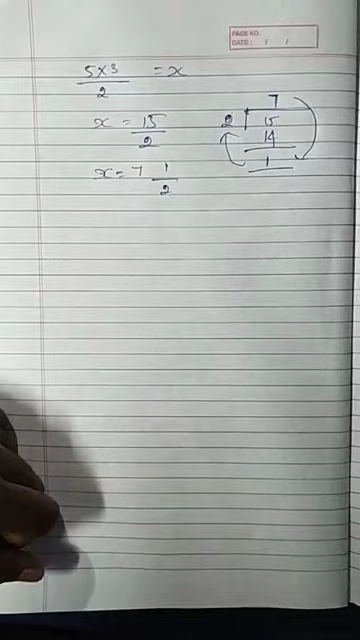 PAGE NO.
DATE: / /
5×3/2 = x
x = 15/2
x = 7 1/2
7
2 15
14
1